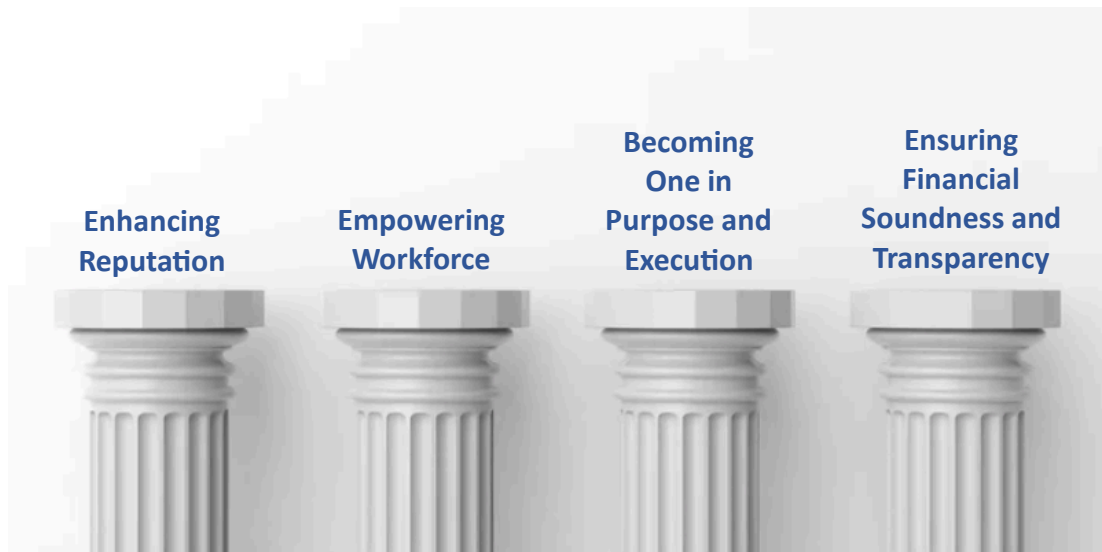 Enhancing
Reputation
Empowering
Workforce
Becoming
One in
Purpose and
Execution
Ensuring
Financial
Soundness and
Transparency